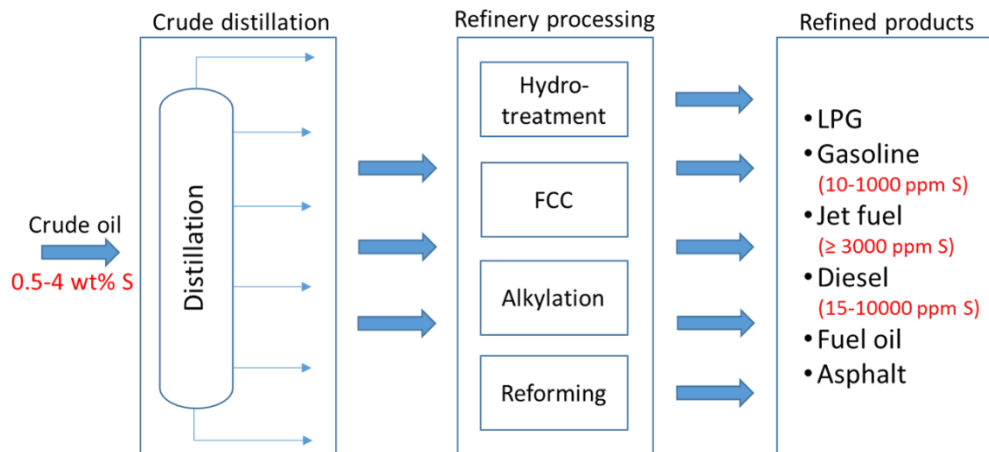 Crude distillation
Refinery processing
Refined products
Crude oil
0.5-4 wt% S
Distillation
Hydro-
treatment
FCC
Alkylation
Reforming
•LPG
•Gasoline
(10-1000 ppm S)
•Jet fuel
(≥ 3000 ppm S)
•Diesel
(15-10000 ppm S)
•Fuel oil
•Asphalt